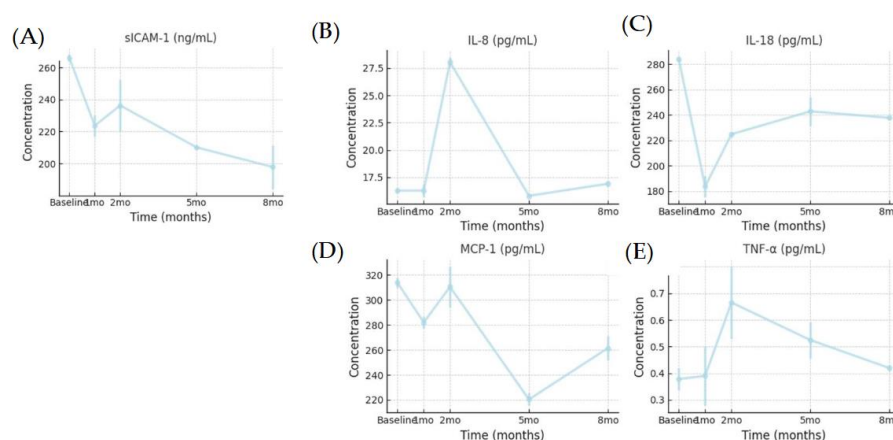 (A)
sICAM-1 (ng/mL)
Concentration
260
240
220
200
Baseline 1mo 2mo 5mo 8mo
Time (months)
(B)
IL-8 (pg/mL)
Concentration
27.5
25.0
22.5
20.0
17.5
Baseline 1mo 2mo 5mo 8mo
Time (months)
(C)
IL-18 (pg/mL)
Concentration
280
260
240
220
200
180
Baseline 1mo 2mo 5mo 8mo
Time (months)
(D)
MCP-1 (pg/mL)
Concentration
320
300
280
260
240
220
Baseline 1mo 2mo 5mo 8mo
Time (months)
(E)
TNF-α (pg/mL)
Concentration
0.7
0.6
0.5
0.4
0.3
Baseline 1mo 2mo 5mo 8mo
Time (months)